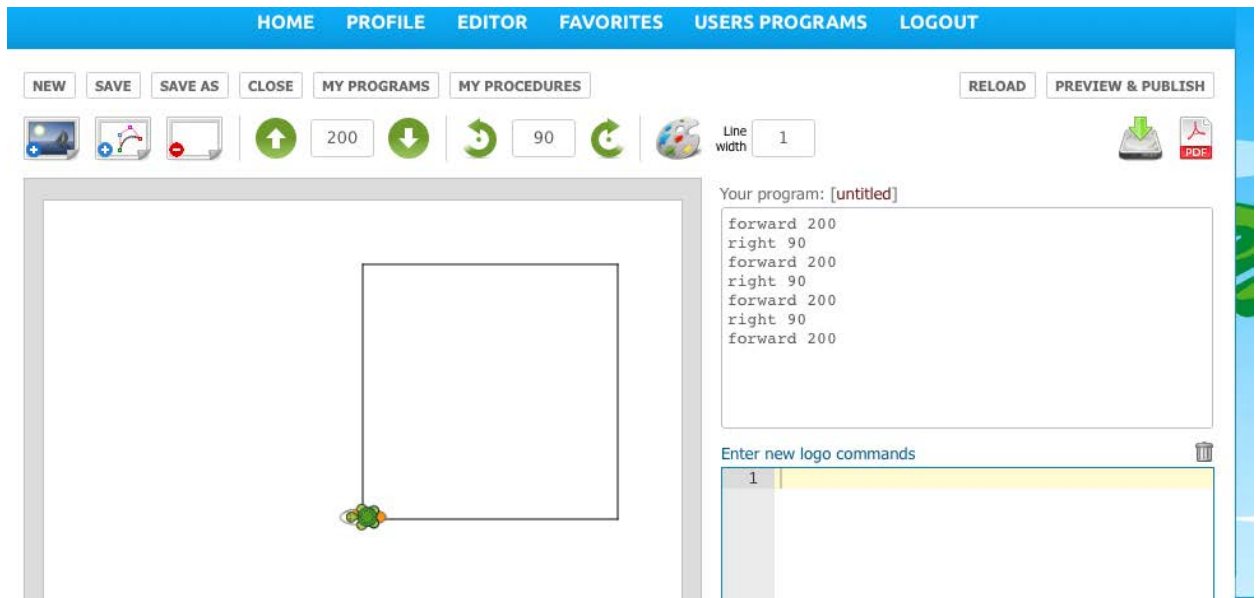 HOME PROFILE EDITOR FAVORITES USERS PROGRAMS LOGOUT
NEW SAVE SAVE AS CLOSE MY PROGRAMS MY PROCEDURES RELOAD PREVIEW & PUBLISH
200 90 Line width 1 PDF
Your program: [untitled]
forward 200
right 90
forward 200
right 90
forward 200
right 90
forward 200
Enter new logo commands
1